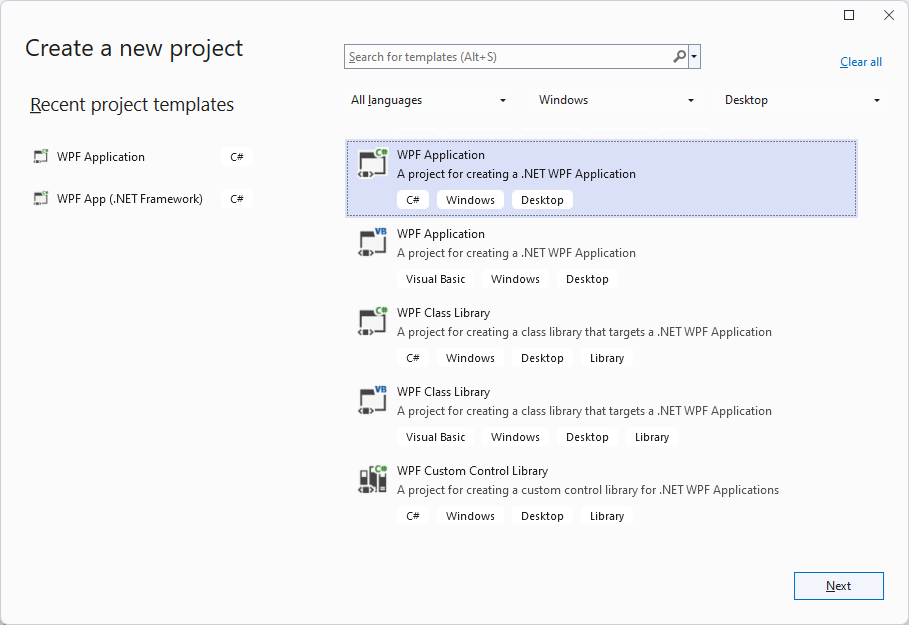 Create a new project
Search for templates (Alt+S)
Clear all
Recent project templates
All languages
Windows
Desktop
WPF Application
C#
WPF App (.NET Framework)
C#
C#
WPF Application
A project for creating a .NET WPF Application
C#
Windows
Desktop
VB
WPF Application
A project for creating a .NET WPF Application
Visual Basic
Windows
Desktop
C#
WPF Class Library
A project for creating a class library that targets a .NET WPF Application
C#
Windows
Desktop
Library
VB
WPF Class Library
A project for creating a class library that targets a .NET WPF Application
Visual Basic
Windows
Desktop
Library
C#
WPF Custom Control Library
A project for creating a custom control library for .NET WPF Applications
C#
Windows
Desktop
Library
Next